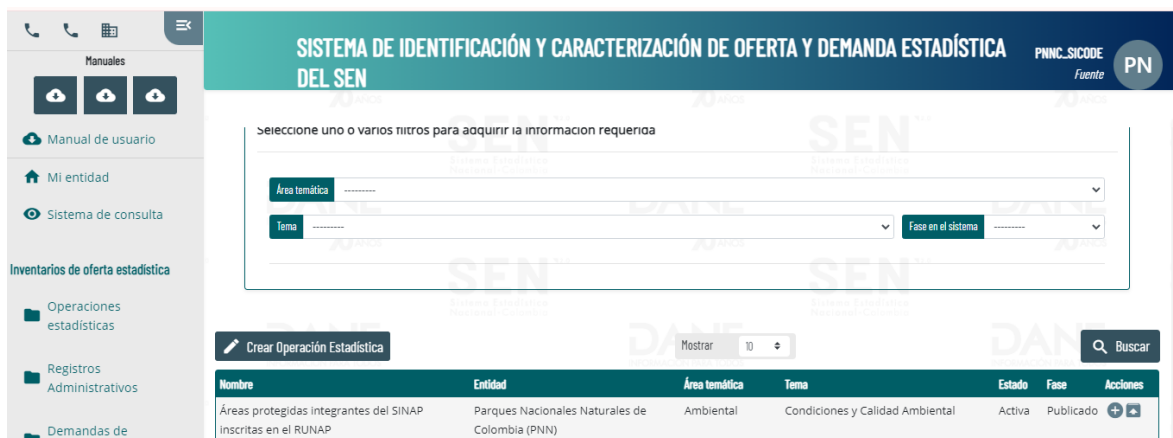 Manuales
Manual de usuario
Mi entidad
Sistema de consulta
Inventarios de oferta estadística
Operaciones
estadísticas
Registros
Administrativos
Demandas de
SISTEMA DE IDENTIFICACIÓN Y CARACTERIZACIÓN DE OFERTA Y DEMANDA ESTADÍSTICA
DEL SEN
PNNC_SICODE
Fuente
PN
Seleccione uno o varios filtros para adquirir la información requerida
Área temática ---------
Tema --------- Fase en el sistema ---------
Crear Operación Estadística Mostrar 10 Buscar
Nombre Entidad Área temática Tema Estado Fase Acciones
Áreas protegidas integrantes del SINAP Parques Nacionales Naturales de Ambiental Condiciones y Calidad Ambiental Activa Publicado
inscritas en el RUNAP Colombia (PNN)